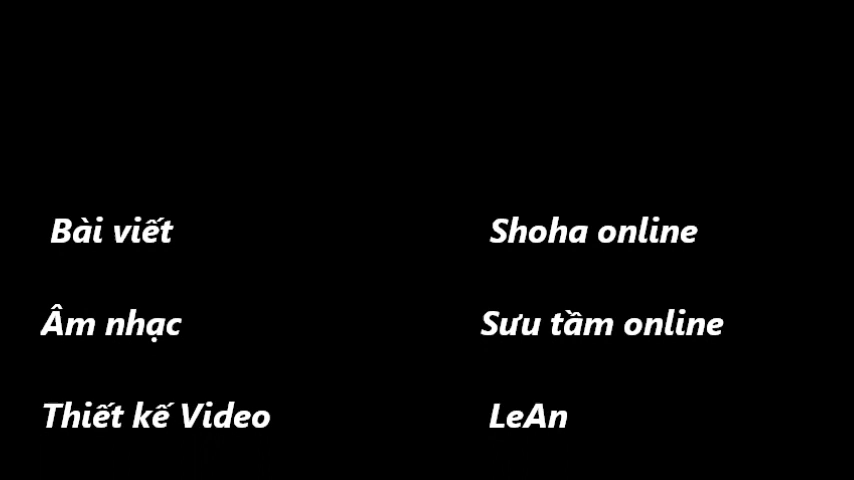 Bài viết Shoha online
Âm nhạc Sưu tầm online
Thiết kế Video LeAn